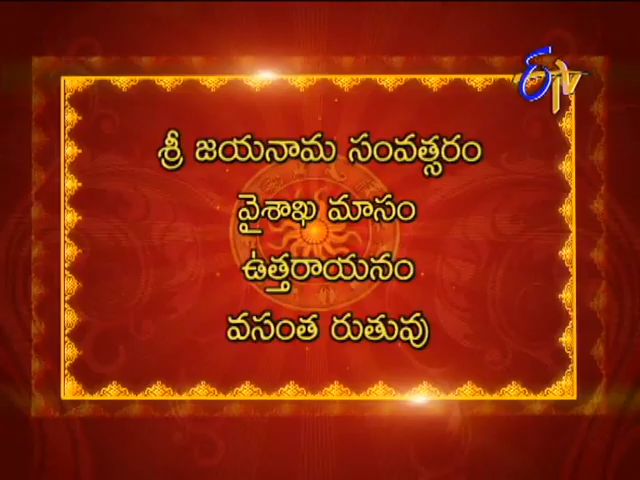 ETV
శ్రీ జయనామ సంవత్సరం
వైశాఖ మాసం
ఉత్తరాయనం
వసంత రుతువు